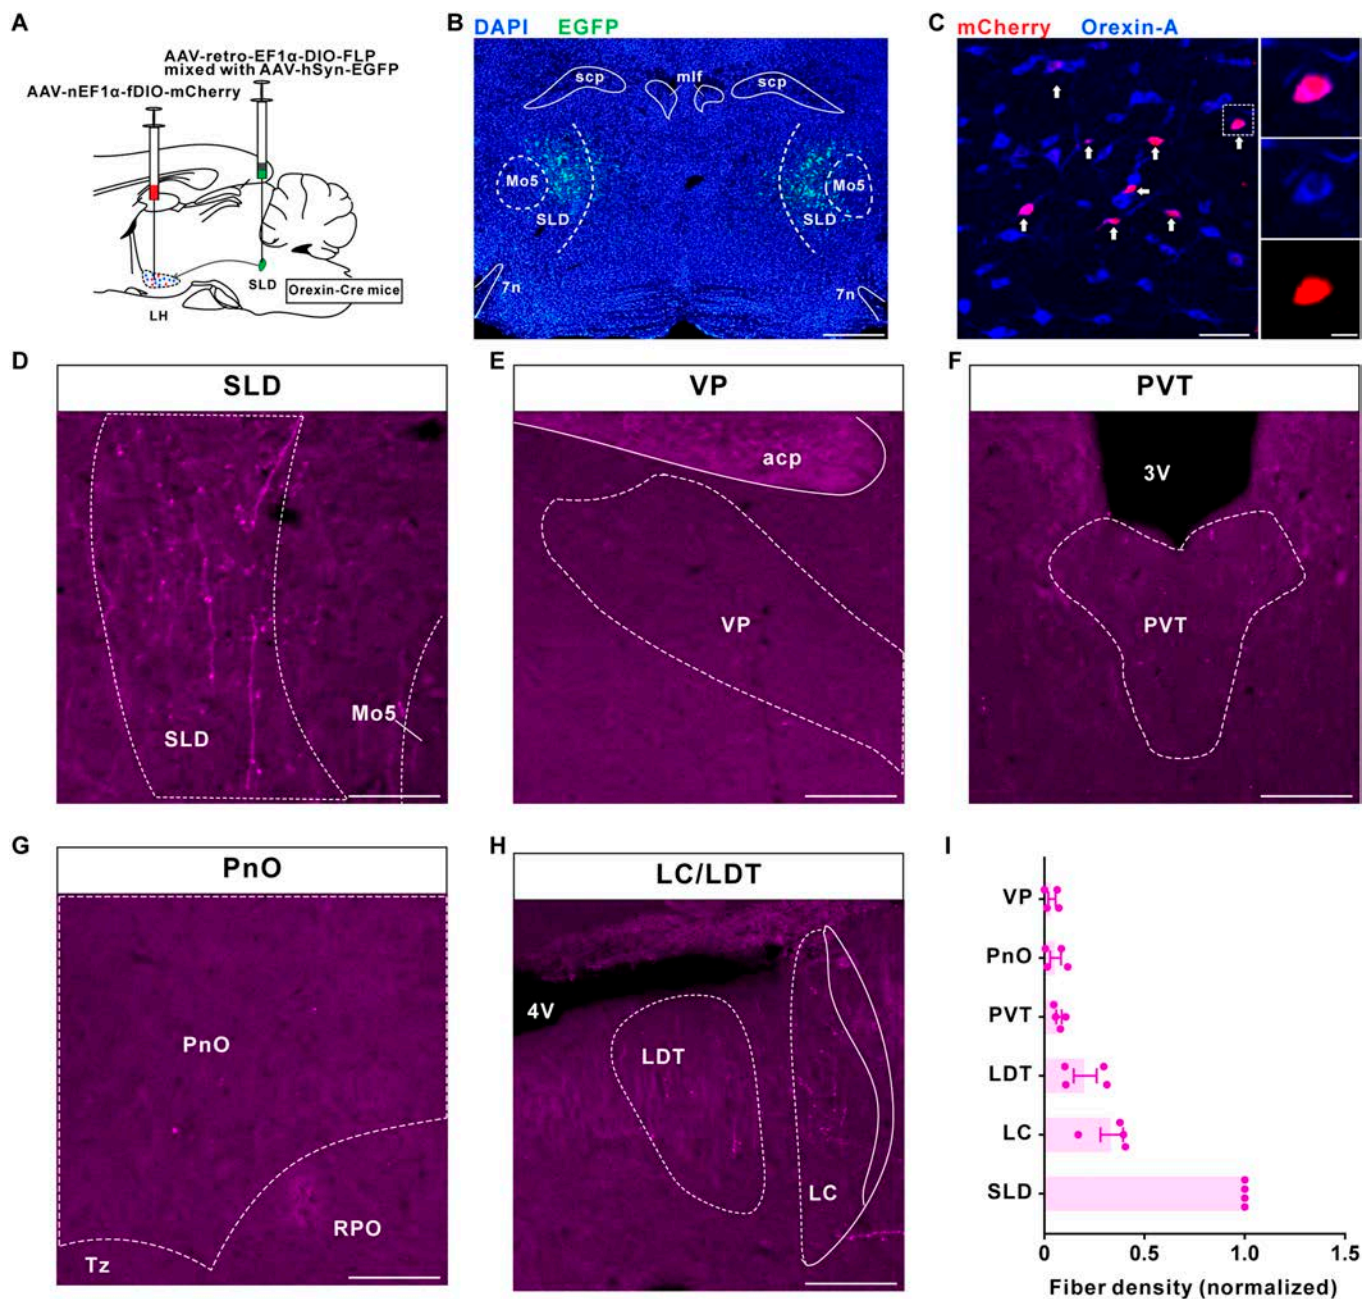 A
AAV-retro-EF1α-DIO-FLP
mixed with AAV-hSyn-EGFP
AAV-nEF1α-fDIO-mCherry
SLD
Orexin-Cre mice
LH
B
DAPI EGFP
scp
mlf
scp
Mo5
SLD
Mo5
SLD
7n
7n
C
mCherry Orexin-A
D
SLD
SLD
Mo5
E
VP
acp
VP
F
PVT
3V
PVT
G
PnO
PnO
RPO
Tz
H
LC/LDT
4V
LDT
LC
I
VP
PnO
PVT
LDT
LC
SLD
0 0.5 1.0 1.5
Fiber density (normalized)